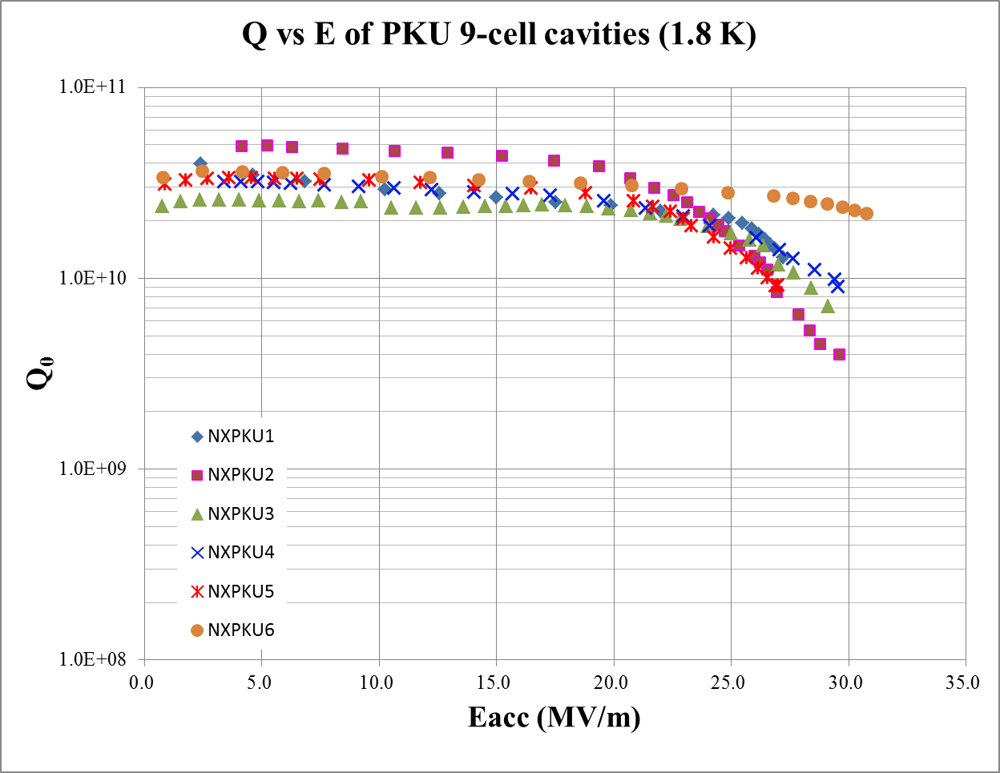 Q vs E of PKU 9-cell cavities (1.8 K)
1.0E+11
1.0E+10
Q0
1.0E+09
1.0E+08
NXPKU1
NXPKU2
NXPKU3
NXPKU4
NXPKU5
NXPKU6
0.0 5.0 10.0 15.0 20.0 25.0 30.0 35.0
Eacc (MV/m)